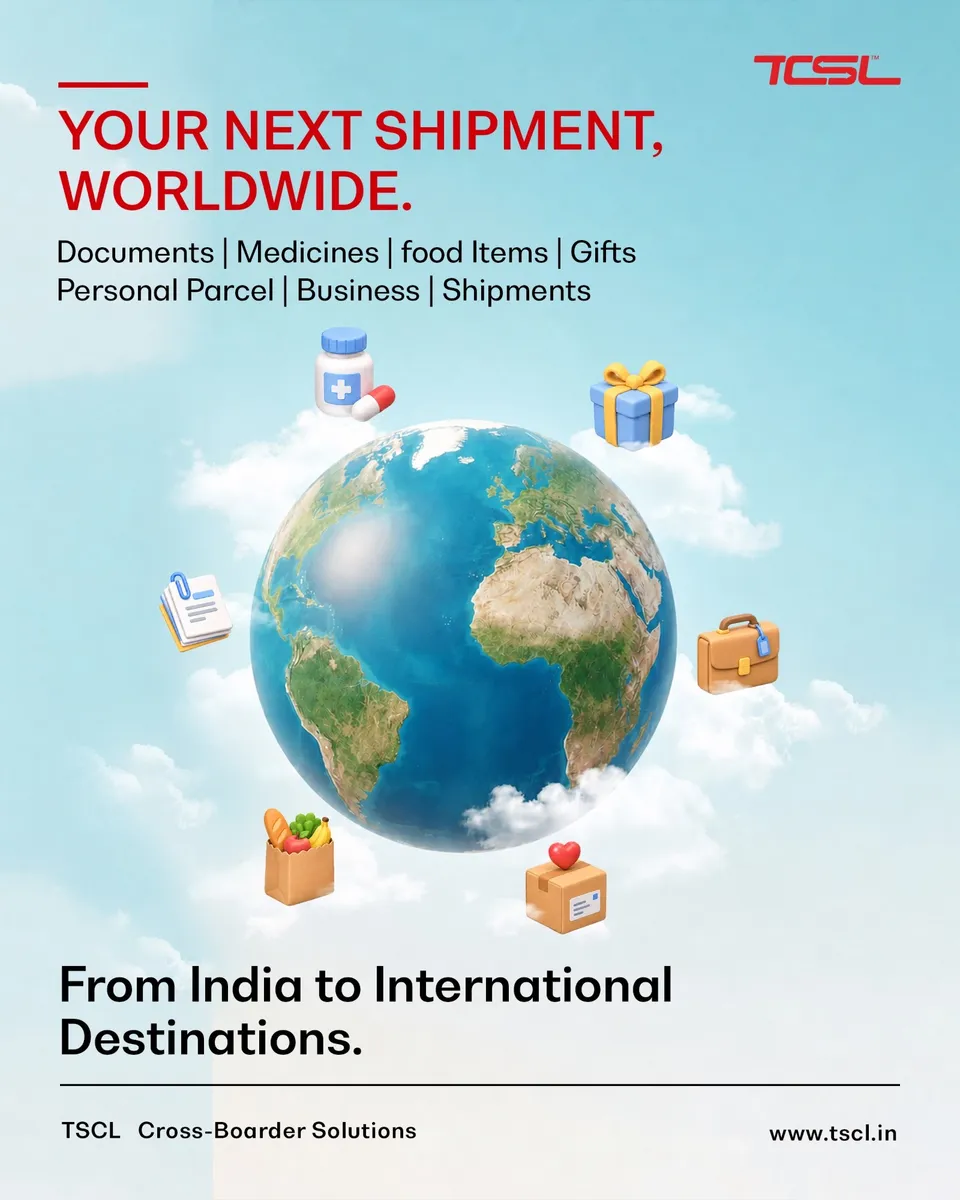 TCSL™
YOUR NEXT SHIPMENT,
WORLDWIDE.
Documents | Medicines | food Items | Gifts
Personal Parcel | Business | Shipments
From India to International
Destinations.
TSCL Cross-Boarder Solutions
www.tscl.in